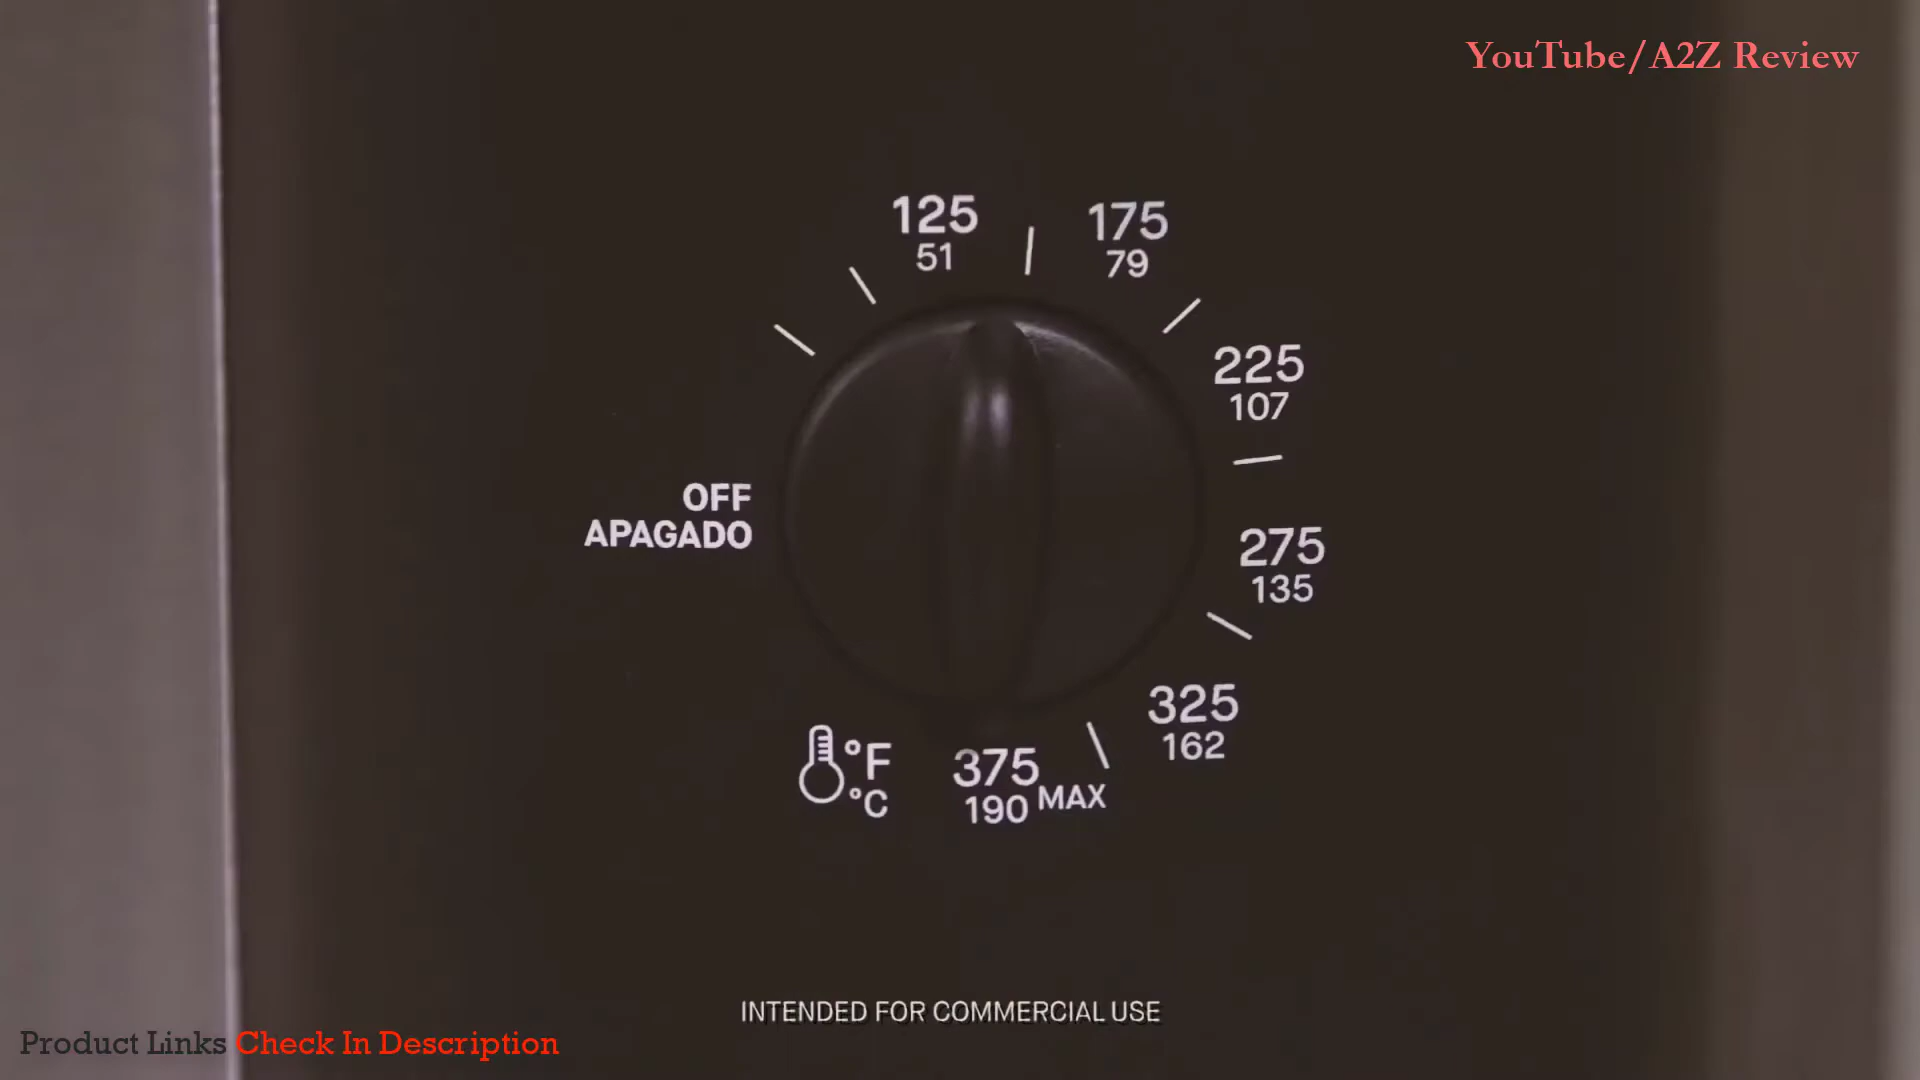 YouTube/A2Z Review
125
51
175
79
225
107
OFF
APAGADO
275
135
325
162
°F
°C
375
190 MAX
INTENDED FOR COMMERCIAL USE
Product Links Check In Description